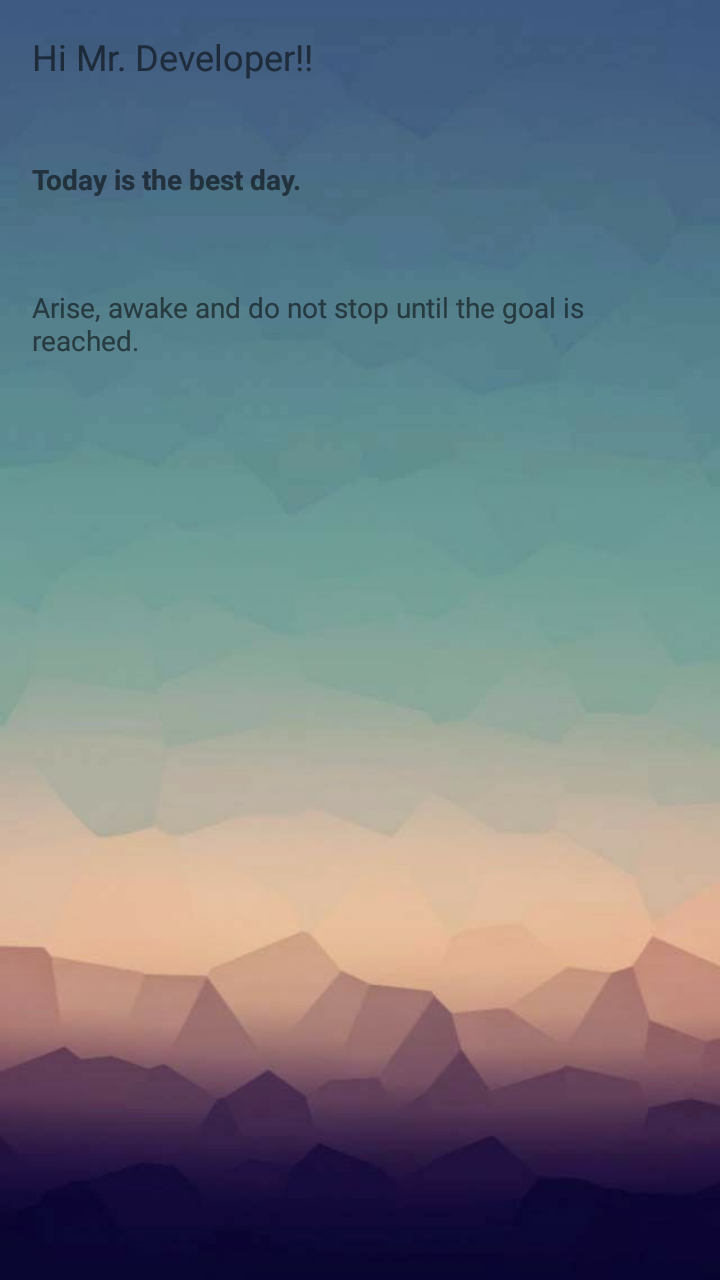 Hi Mr. Developer!!
Today is the best day.
Arise, awake and do not stop until the goal is
reached.